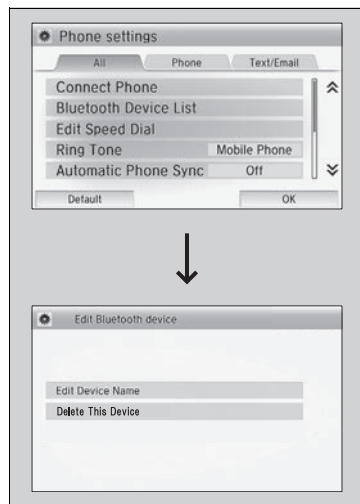 Phone settings
All Phone Text/Email
Connect Phone
Bluetooth Device List
Edit Speed Dial
Ring Tone Mobile Phone
Automatic Phone Sync Off
Default OK
Edit Bluetooth device
Edit Device Name
Delete This Device